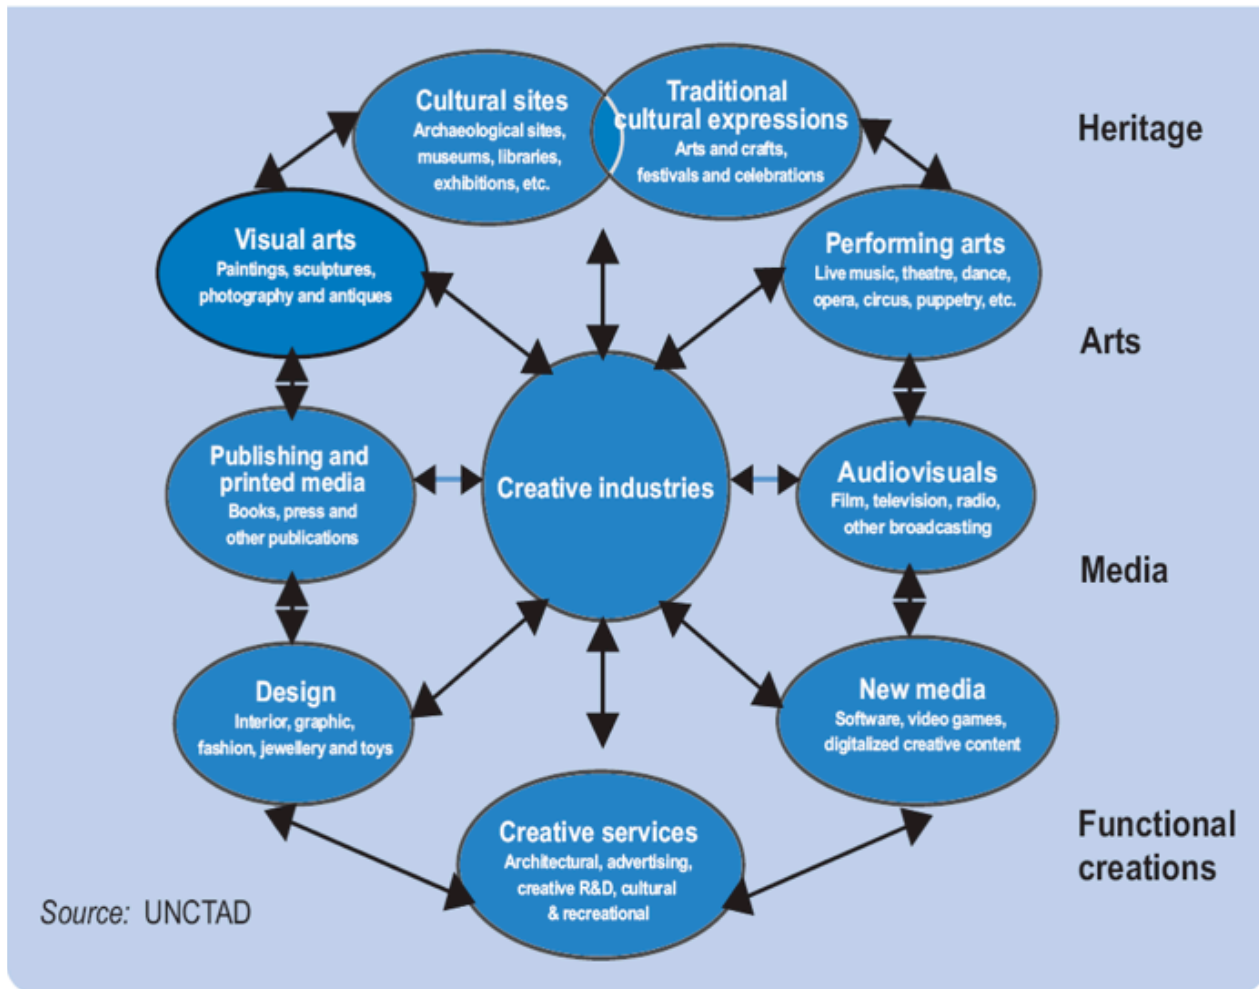 Cultural sites
Archaeological sites,
museums, libraries,
exhibitions, etc.
Traditional
cultural expressions
Arts and crafts,
festivals and celebrations
Heritage
Visual arts
Paintings, sculptures,
photography and antiques
Performing arts
Live music, theatre, dance,
opera, circus, puppetry, etc.
Arts
Publishing and
printed media
Books, press and
other publications
Creative industries
Audiovisuals
Film, television, radio,
other broadcasting
Media
Design
Interior, graphic,
fashion, jewellery and toys
New media
Software, video games,
digitalized creative content
Creative services
Architectural, advertising,
creative R&D, cultural
& recreational
Functional
creations
Source: UNCTAD